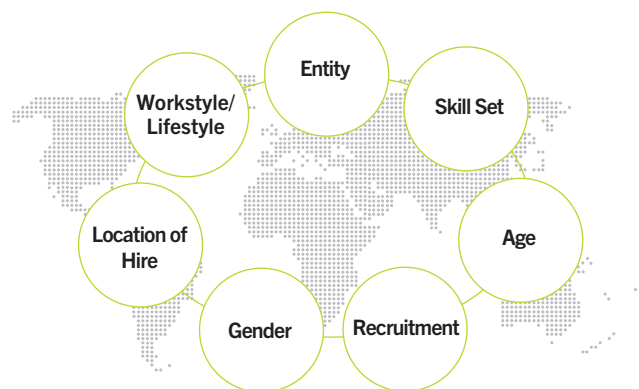 Entity
Workstyle/
Lifestyle
Skill Set
Location of
Hire
Age
Gender
Recruitment